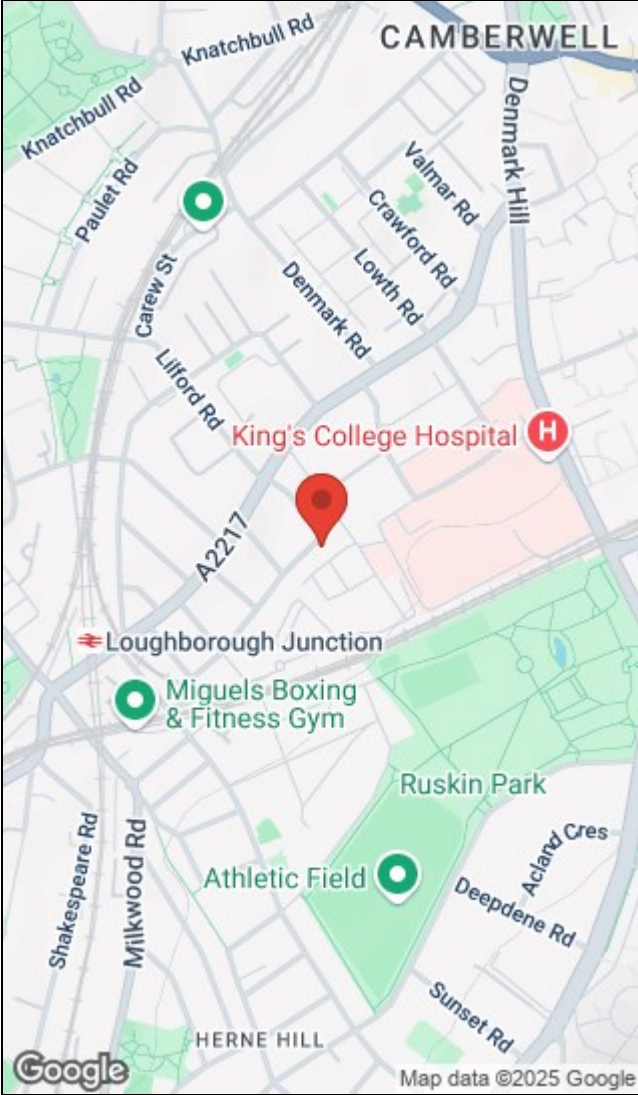 Knatchbull Rd
CAMBERWELL
Knatchbull Rd
Denmark Hill
Valmar Rd
Paulet Rd
Crawford Rd
Carew St
Lowth Rd
Denmark Rd
Lilford Rd
King's College Hospital
H
A2217
Loughborough Junction
Miguels Boxing
& Fitness Gym
Ruskin Park
Acland Cres
Shakespeare Rd
Milkwood Rd
Athletic Field
Deepdene Rd
Sunset Rd
HERNE HILL
Google
Map data ©2025 Google